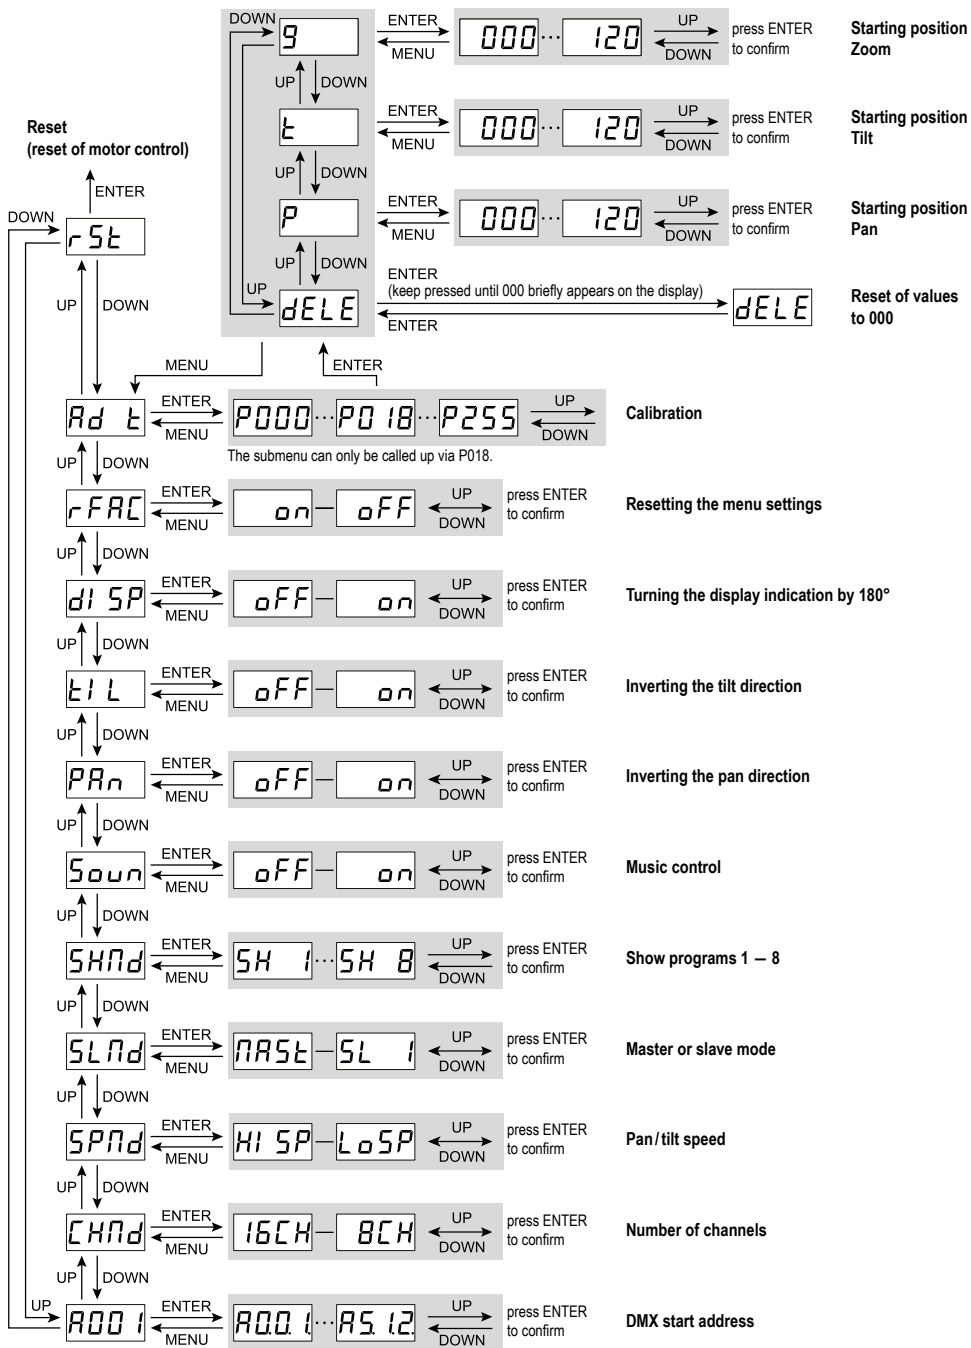 DOWN
9
ENTER
MENU
000 ... 120
UP
DOWN
press ENTER
to confirm
Starting position
Zoom
UP DOWN
t
ENTER
MENU
000 ... 120
UP
DOWN
press ENTER
to confirm
Starting position
Tilt
UP DOWN
P
ENTER
MENU
000 ... 120
UP
DOWN
press ENTER
to confirm
Starting position
Pan
UP DOWN
UP
dELE
ENTER
(keep pressed until 000 briefly appears on the display)
ENTER
dELE
Reset of values
to 000
Reset
(reset of motor control)
ENTER
DOWN
rSt
UP DOWN
MENU
ENTER
Ad t
ENTER
MENU
P000 ... P018 ... P255
UP
DOWN
Calibration
The submenu can only be called up via P018.
UP DOWN
rFAC
ENTER
MENU
on — oFF
UP
DOWN
press ENTER
to confirm
Resetting the menu settings
UP DOWN
dI SP
ENTER
MENU
oFF — on
UP
DOWN
press ENTER
to confirm
Turning the display indication by 180°
UP DOWN
tI L
ENTER
MENU
oFF — on
UP
DOWN
press ENTER
to confirm
Inverting the tilt direction
UP DOWN
PAn
ENTER
MENU
oFF — on
UP
DOWN
press ENTER
to confirm
Inverting the pan direction
UP DOWN
Soun
ENTER
MENU
oFF — on
UP
DOWN
press ENTER
to confirm
Music control
UP DOWN
SHMd
ENTER
MENU
SH 1 ... SH 8
UP
DOWN
press ENTER
to confirm
Show programs 1 – 8
UP DOWN
SLMd
ENTER
MENU
MASt — SL 1
UP
DOWN
press ENTER
to confirm
Master or slave mode
UP DOWN
SPMd
ENTER
MENU
HI SP — LoSP
UP
DOWN
press ENTER
to confirm
Pan / tilt speed
UP DOWN
CHMd
ENTER
MENU
16CH — 8CH
UP
DOWN
press ENTER
to confirm
Number of channels
UP DOWN
UP
A001
ENTER
MENU
A0.0.1. ... A5.1.2.
UP
DOWN
press ENTER
to confirm
DMX start address